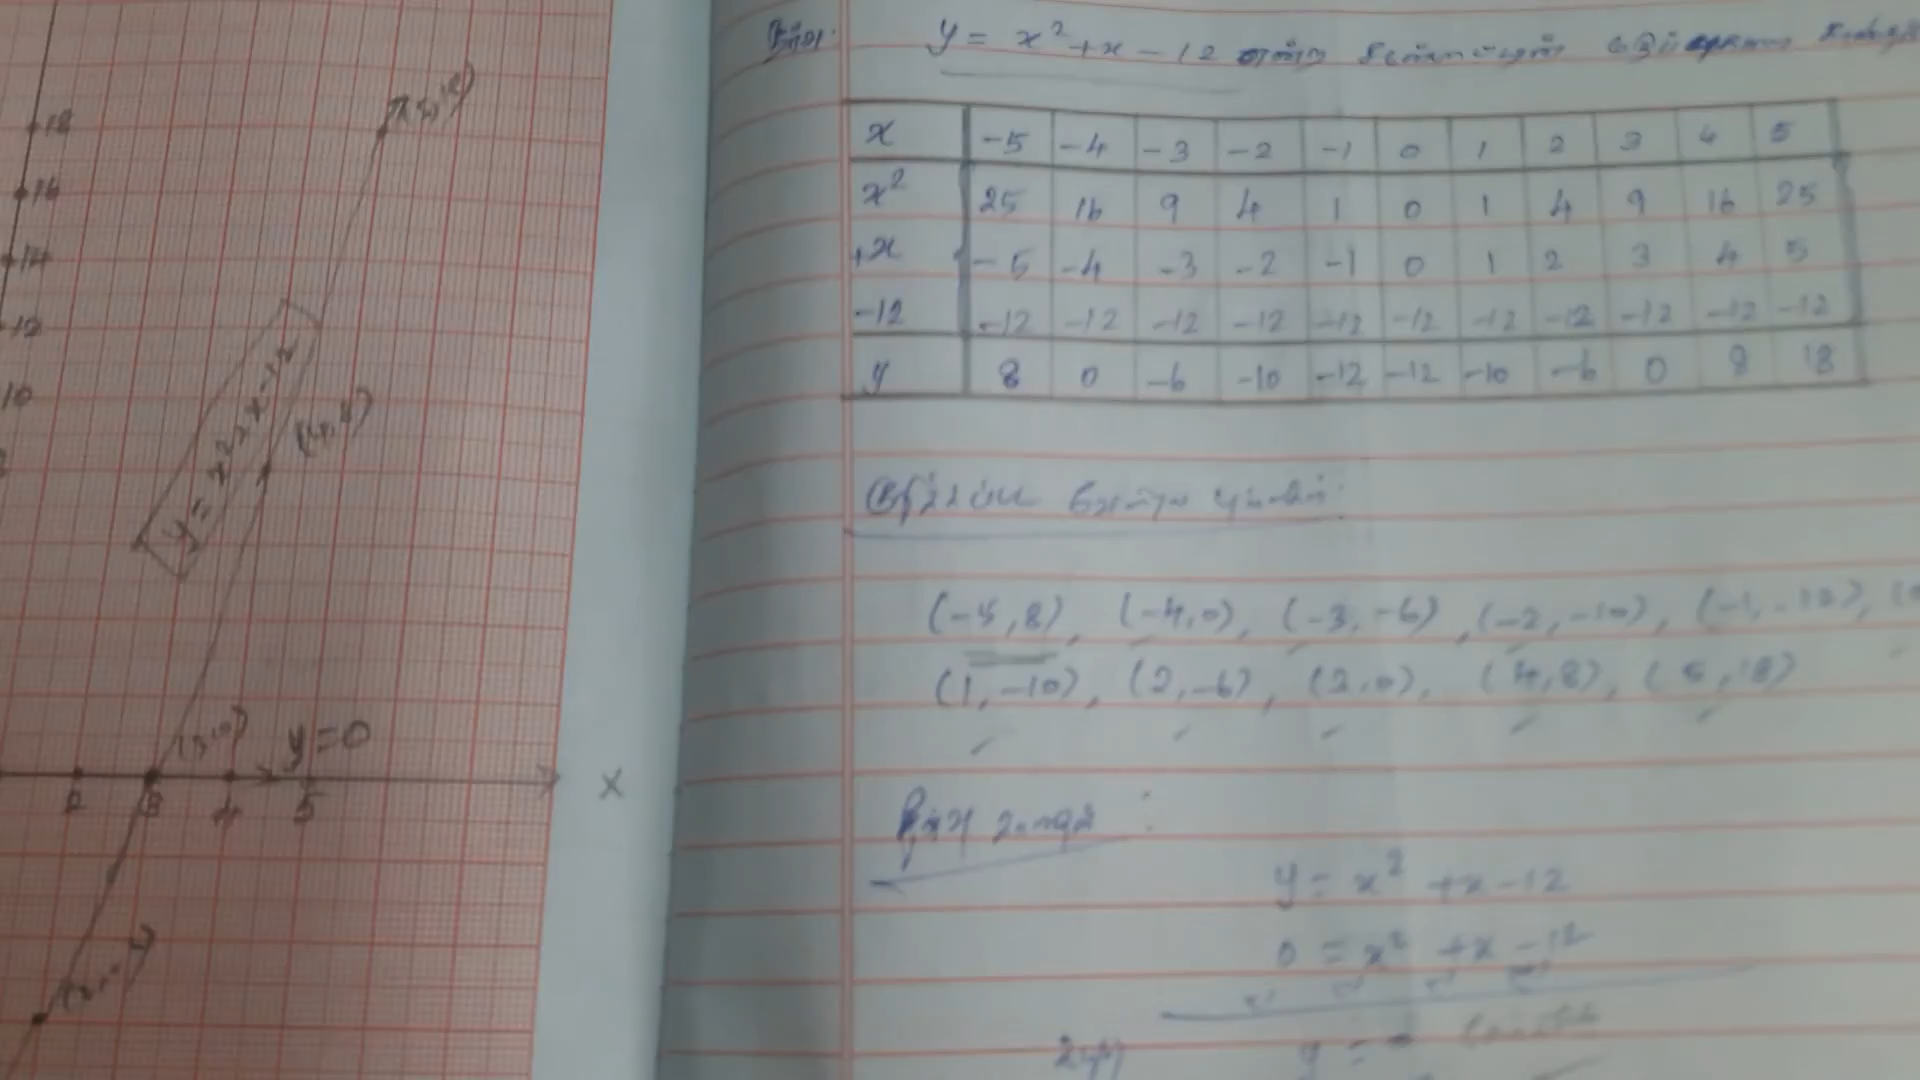 18
16
14
12
10
y = x² + x - 12
(4, 8)
(3, 0)
y = 0
2 3 4 5
X
y = x² + x - 12
x -5 -4 -3 -2 -1 0 1 2 3 4 5
x² 25 16 9 4 1 0 1 4 9 16 25
+x -5 -4 -3 -2 -1 0 1 2 3 4 5
-12 -12 -12 -12 -12 -12 -12 -12 -12 -12 -12 -12
y 8 0 -6 -10 -12 -12 -10 -6 0 8 18
(-5, 8), (-4, 0), (-3, -6), (-2, -10), (-1, -12),
(1, -10), (2, -6), (3, 0), (4, 8), (5, 18)
y = x² + x - 12
0 = x² + x - 12
y =